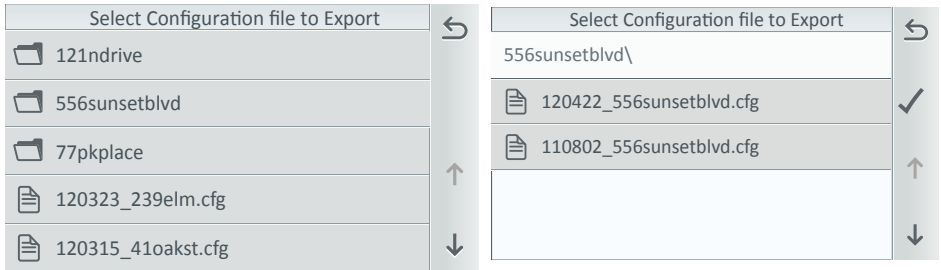 Select Configuration file to Export
121ndrive
556sunsetblvd
77pkplace
120323_239elm.cfg
120315_41oakst.cfg
Select Configuration file to Export
556sunsetblvd\
120422_556sunsetblvd.cfg
110802_556sunsetblvd.cfg